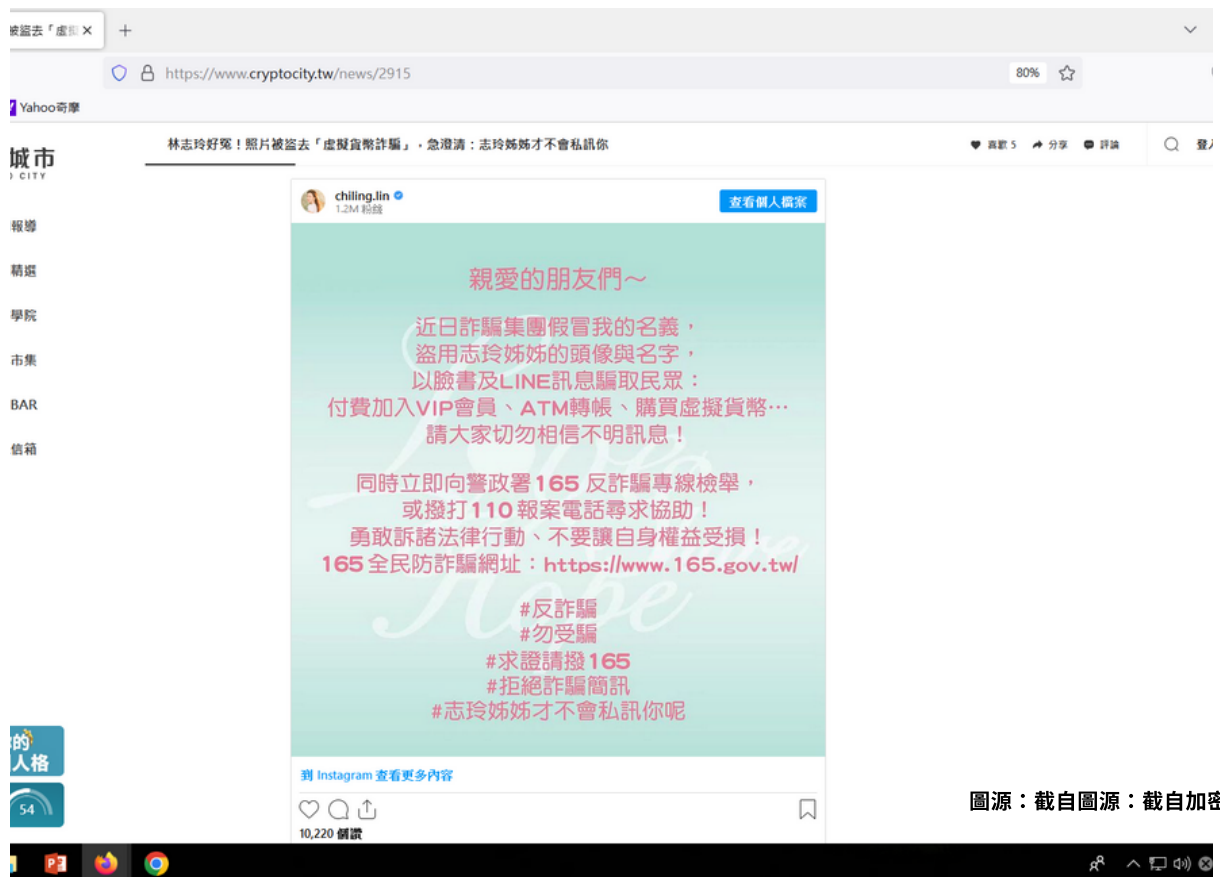 被盜去「虛
https://www.cryptocity.tw/news/2915
80%
Yahoo奇摩
城市
CITY
林志玲好冤！照片被盜去「虛擬貨幣詐騙」，急澄清：志玲姊姊才不會私訊你
喜歡 5
分享
評論
登入
報導
精選
學院
市集
BAR
信箱
chiling.lin
1.2M 粉絲
查看個人檔案
親愛的朋友們～
近日詐騙集團假冒我的名義，
盜用志玲姊姊的頭像與名字，
以臉書及LINE訊息騙取民眾：
付費加入VIP會員、ATM轉帳、購買虛擬貨幣…
請大家切勿相信不明訊息！
同時立即向警政署165 反詐騙專線檢舉，
或撥打110 報案電話尋求協助！
勇敢訴諸法律行動、不要讓自身權益受損！
165 全民防詐騙網址：https://www.165.gov.tw/
#反詐騙
#勿受騙
#求證請撥165
#拒絕詐騙簡訊
#志玲姊姊才不會私訊你呢
的
人格
54
到 Instagram 查看更多內容
圖源：截自圖源：截自加密
10,220 個讚